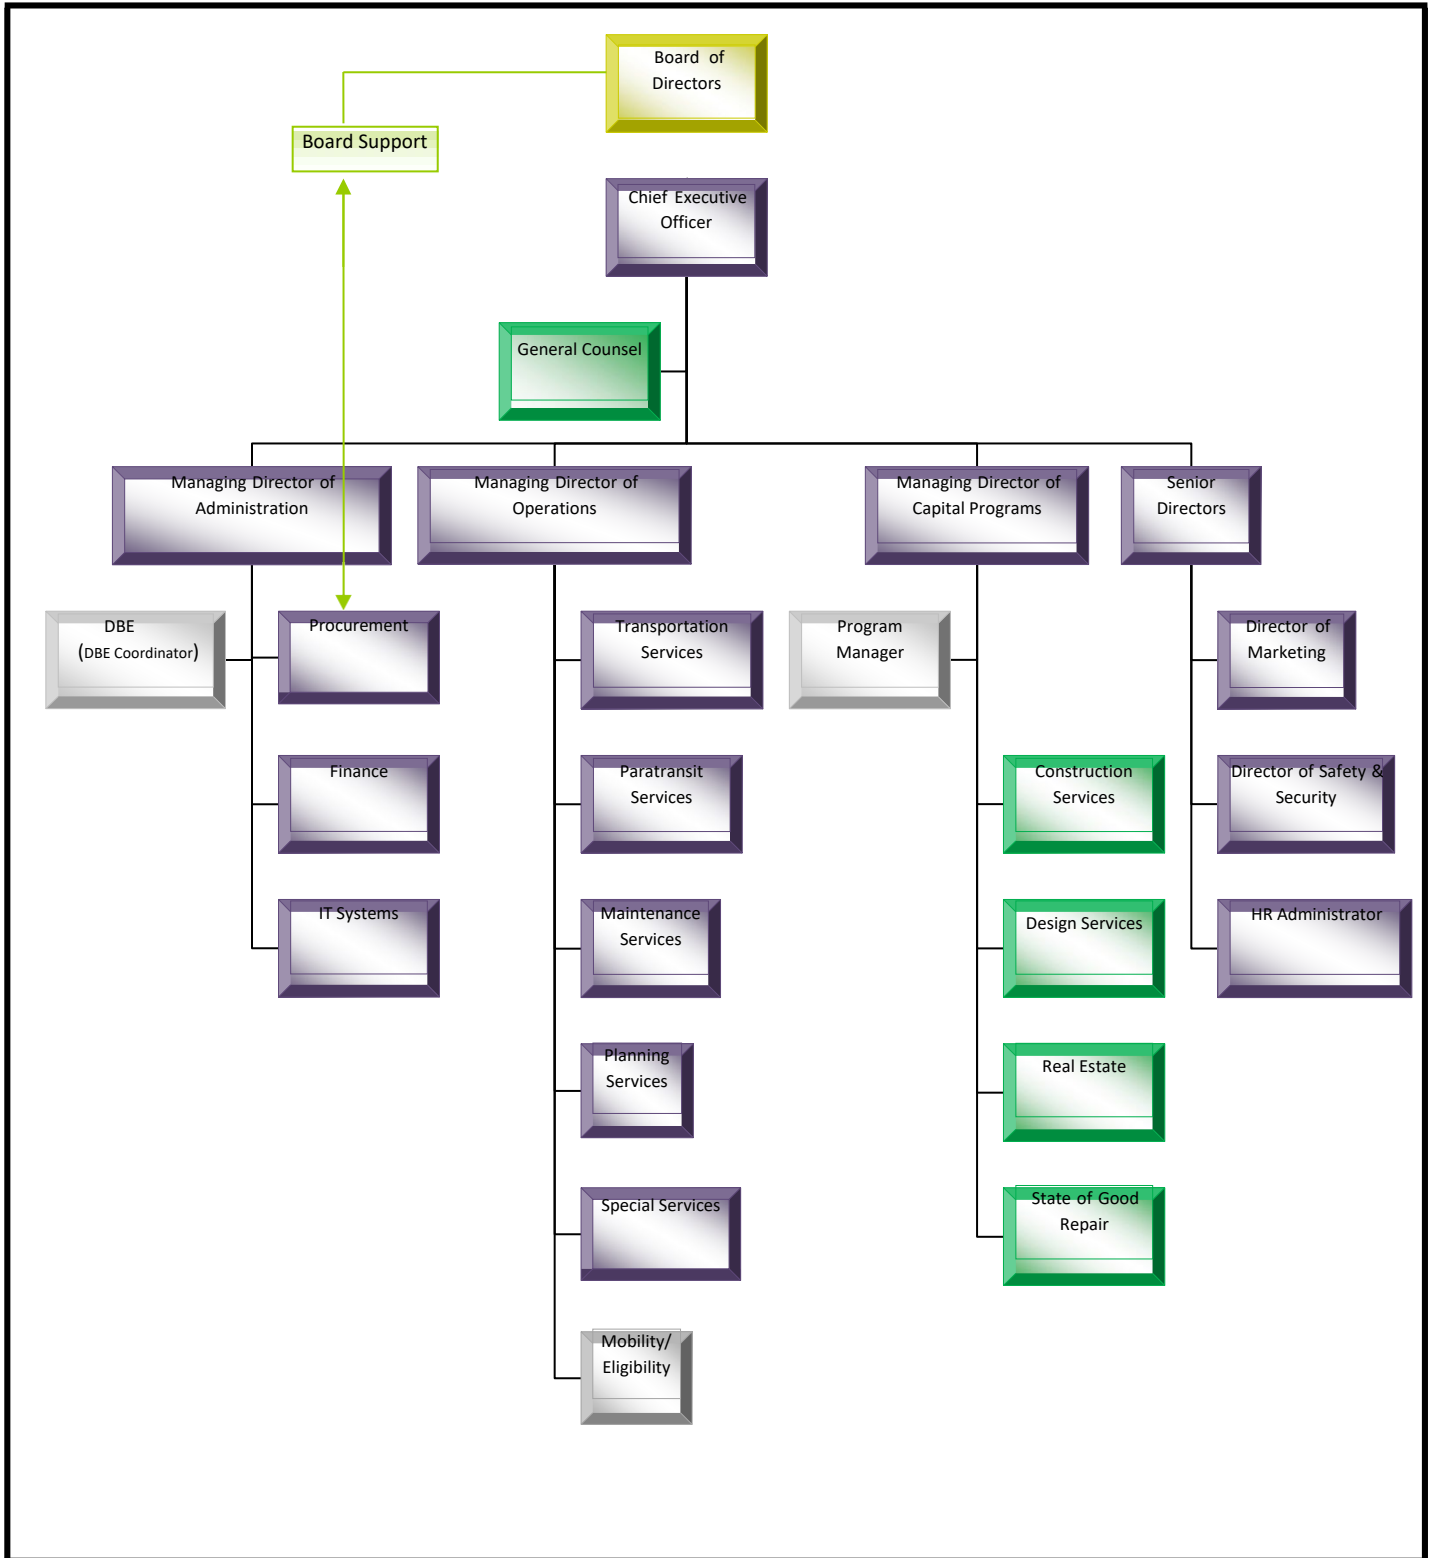 Board of
Directors
Board Support
Chief Executive
Officer
General Counsel
Managing Director of
Administration
Managing Director of
Operations
Managing Director of
Capital Programs
Senior
Directors
DBE
(DBE Coordinator)
Procurement
Transportation
Services
Program
Manager
Director of
Marketing
Finance
Paratransit
Services
Construction
Services
Director of Safety &
Security
IT Systems
Maintenance
Services
Design Services
HR Administrator
Planning
Services
Real Estate
Special Services
State of Good
Repair
Mobility/
Eligibility